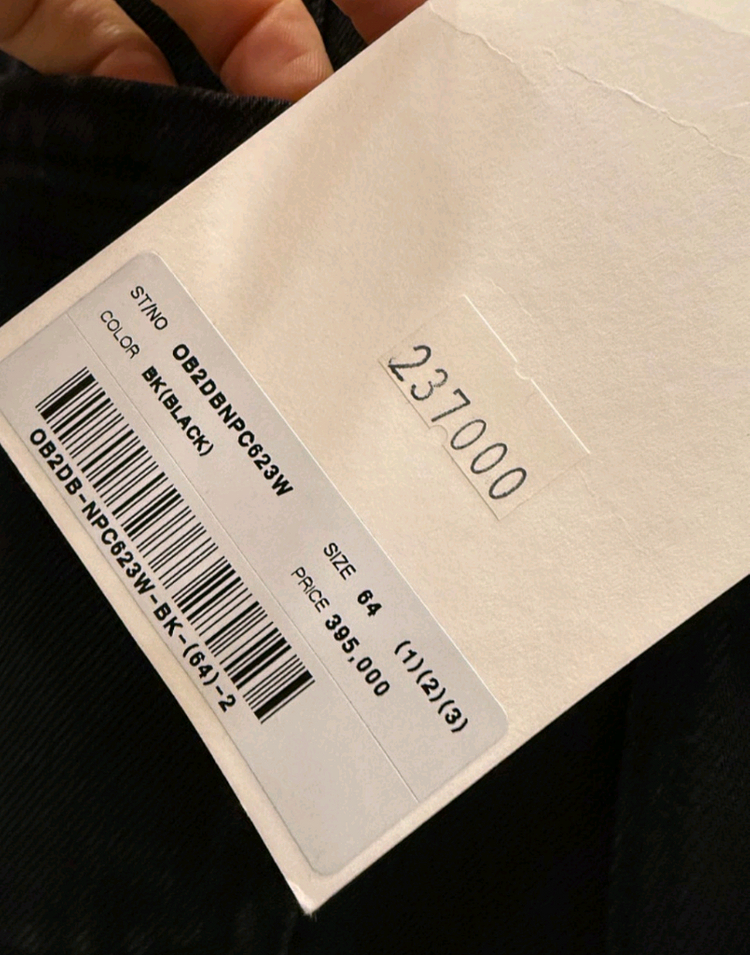 ST/NO OB2DBNPC623W
COLOR BK(BLACK)
SIZE 64 (1)(2)(3)
PRICE 395,000
OB2DB-NPC623W-BK-(64)-2
237000